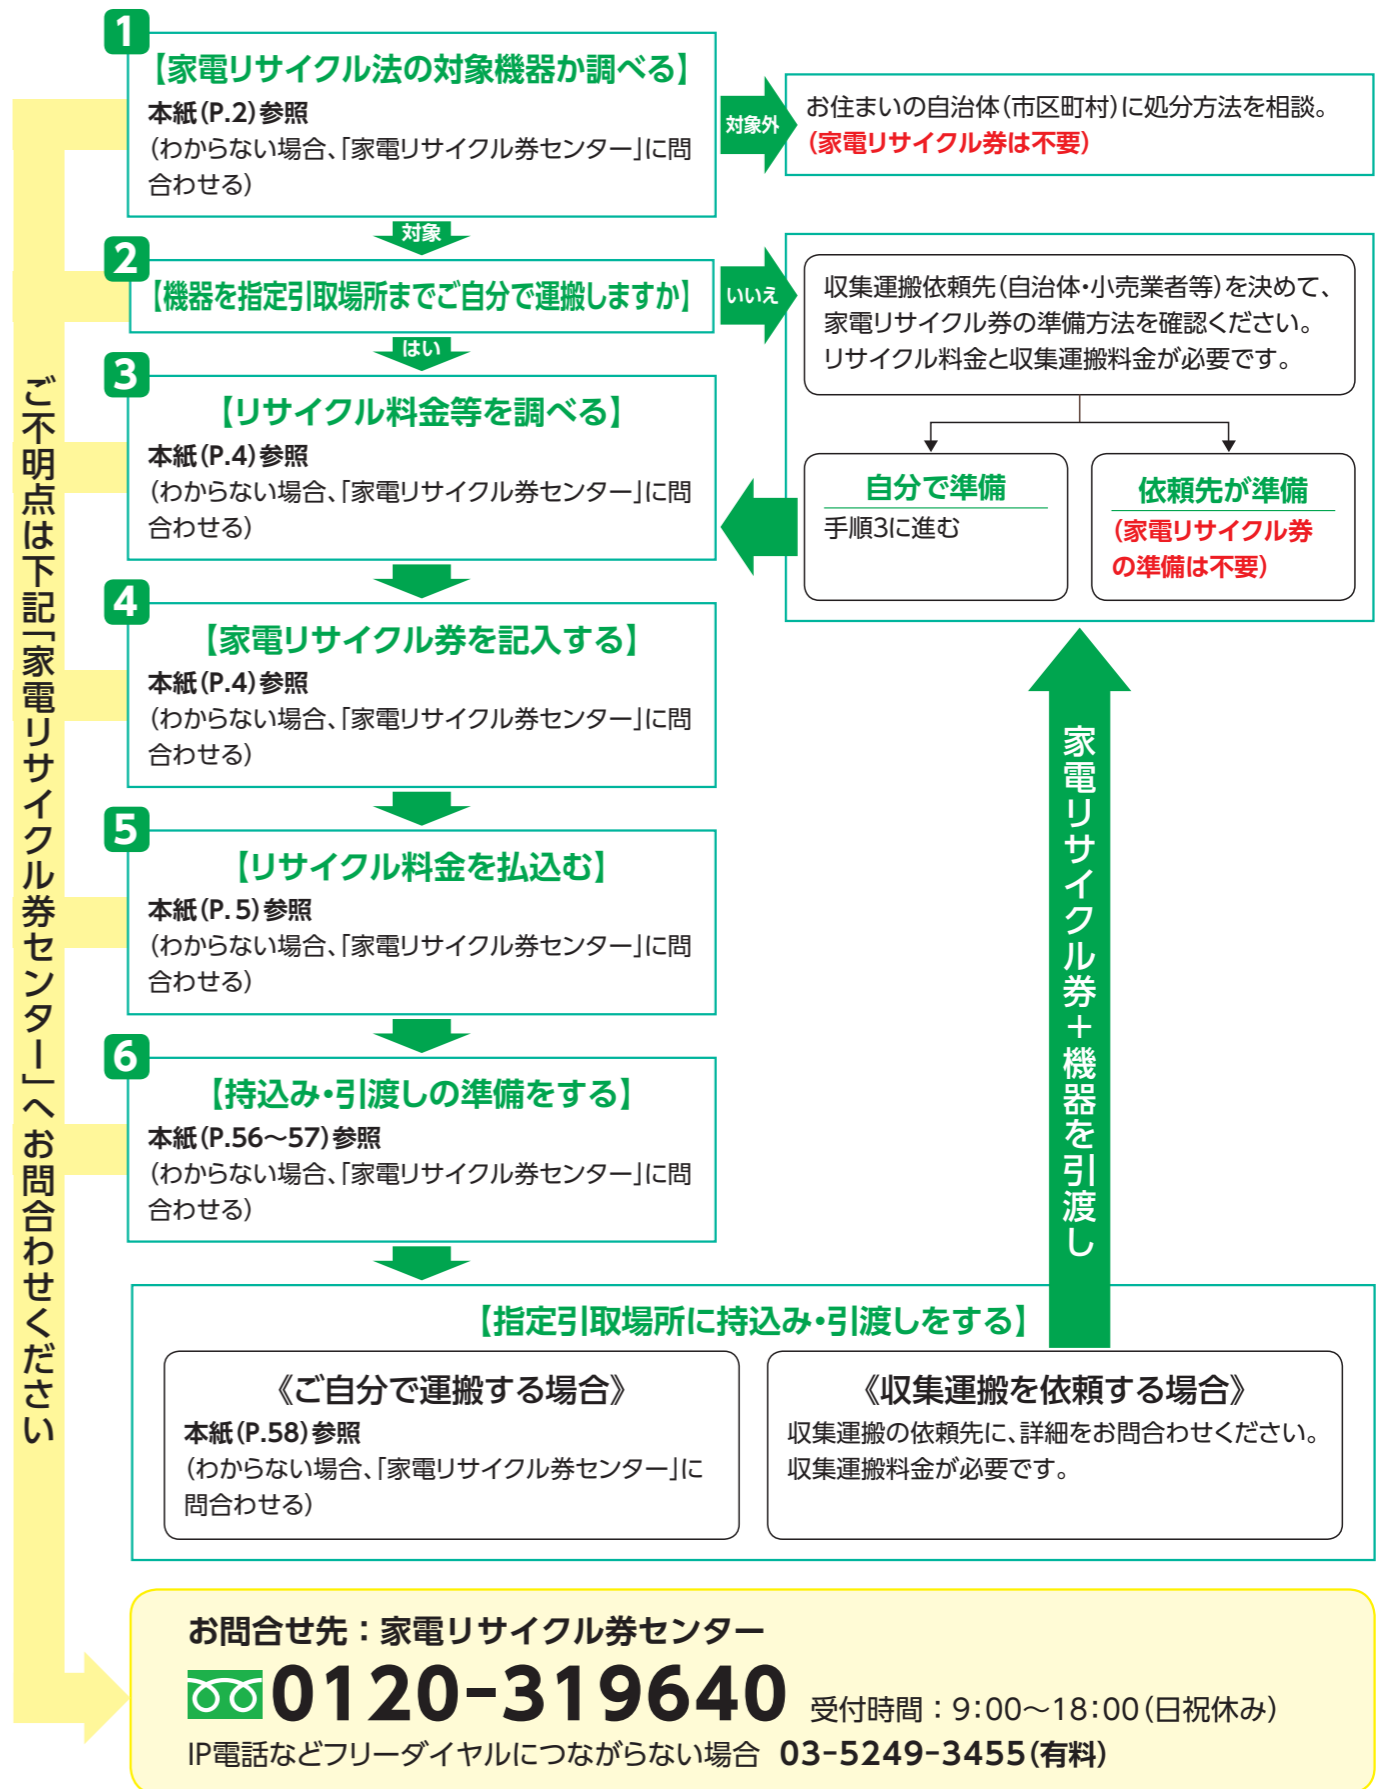 1
【家電リサイクル法の対象機器か調べる】
本紙(P.2)参照
(わからない場合、「家電リサイクル券センター」に問
合わせる)
対象外
お住まいの自治体(市区町村)に処分方法を相談。
(家電リサイクル券は不要)
対象
2
【機器を指定引取場所までご自分で運搬しますか】
いいえ
収集運搬依頼先(自治体・小売業者等)を決めて、
家電リサイクル券の準備方法を確認ください。
リサイクル料金と収集運搬料金が必要です。
自分で準備
手順3に進む
依頼先が準備
(家電リサイクル券
の準備は不要)
はい
3
【リサイクル料金等を調べる】
本紙(P.4)参照
(わからない場合、「家電リサイクル券センター」に問
合わせる)
4
【家電リサイクル券を記入する】
本紙(P.4)参照
(わからない場合、「家電リサイクル券センター」に問
合わせる)
5
【リサイクル料金を払込む】
本紙(P.5)参照
(わからない場合、「家電リサイクル券センター」に問
合わせる)
6
【持込み・引渡しの準備をする】
本紙(P.56～57)参照
(わからない場合、「家電リサイクル券センター」に問
合わせる)
家電リサイクル券＋機器を引渡し
【指定引取場所に持込み・引渡しをする】
《ご自分で運搬する場合》
本紙(P.58)参照
(わからない場合、「家電リサイクル券センター」に
問合わせる)
《収集運搬を依頼する場合》
収集運搬の依頼先に、詳細をお問合わせください。
収集運搬料金が必要です。
ご不明点は下記「家電リサイクル券センター」へお問合わせください
お問合せ先：家電リサイクル券センター
0120-319640 受付時間：9:00～18:00(日祝休み)
IP電話などフリーダイヤルにつながらない場合 03-5249-3455(有料)